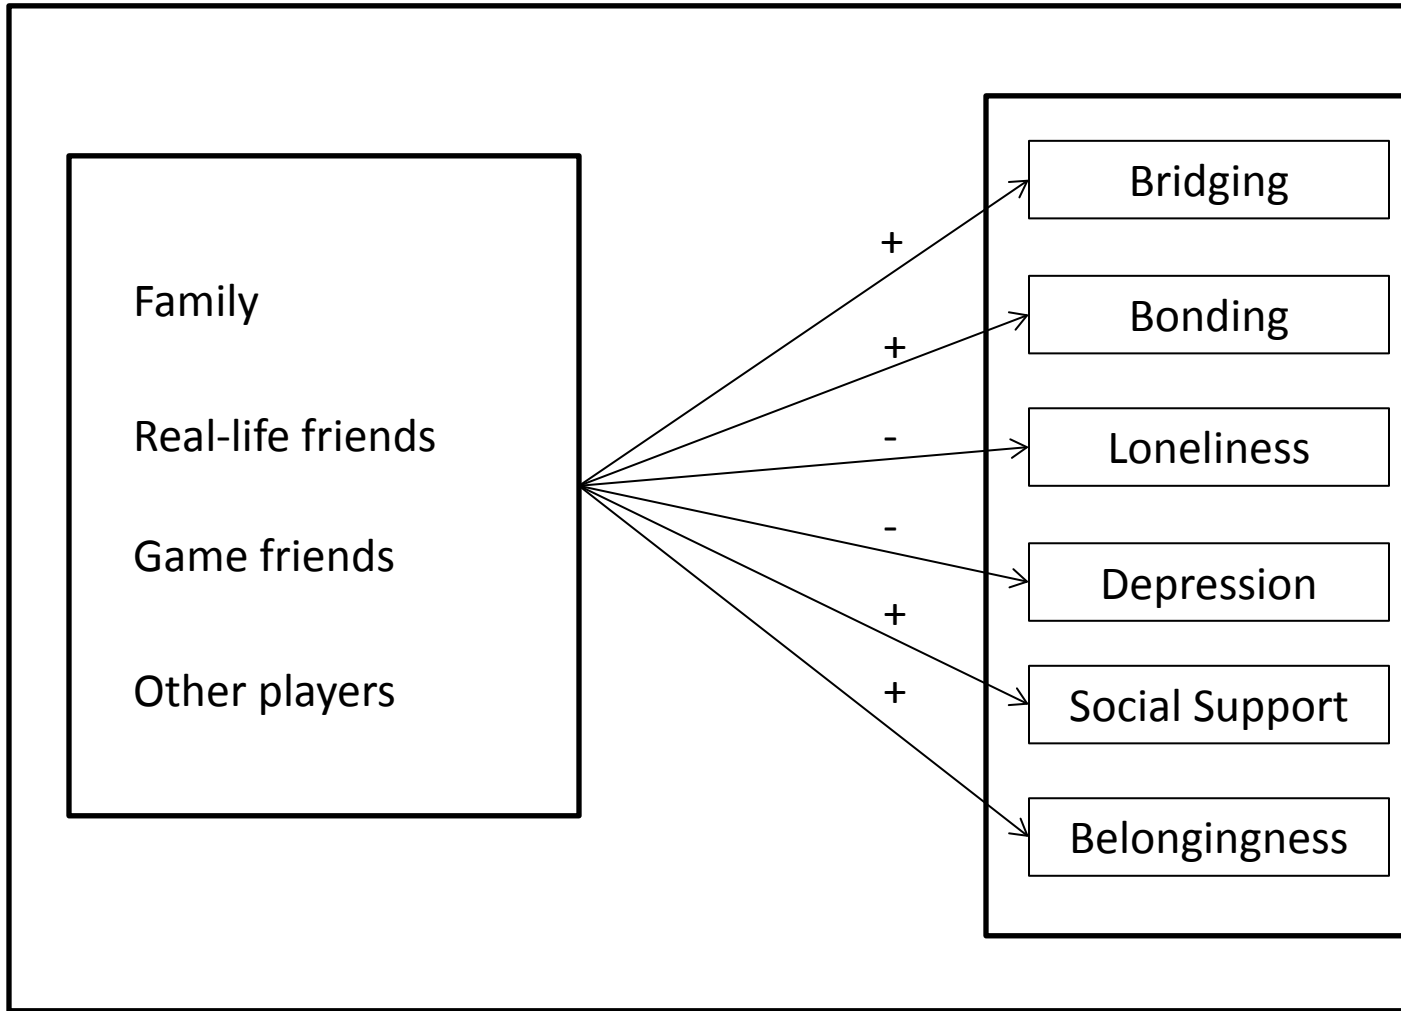 Family
Real-life friends
Game friends
Other players
+
+
-
-
+
+
Bridging
Bonding
Loneliness
Depression
Social Support
Belongingness